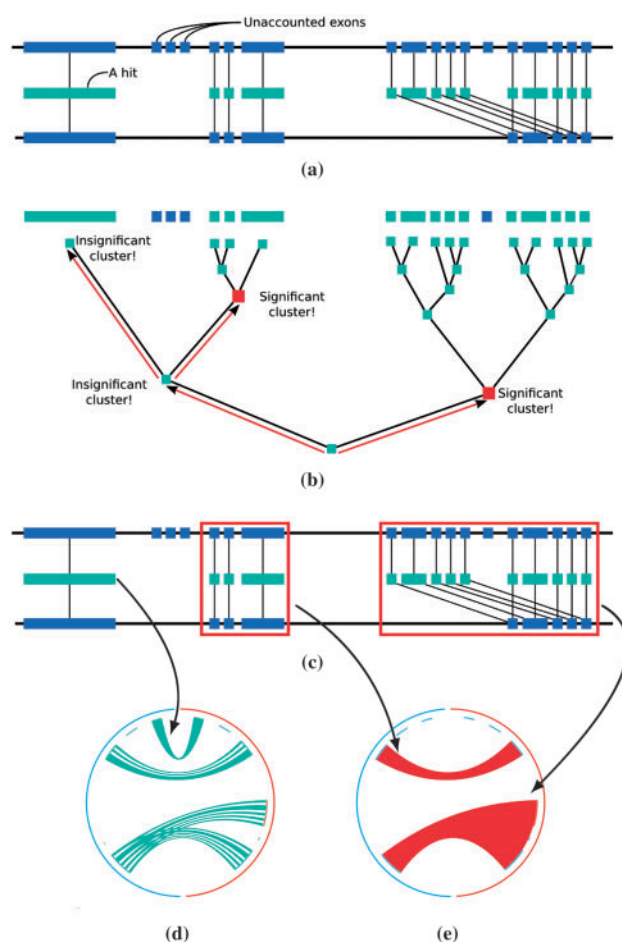 Unaccounted exons
A hit
(a)
Insignificant
cluster!
Significant
cluster!
Insignificant
cluster!
Significant
cluster!
(b)
(c)
(d)
(e)